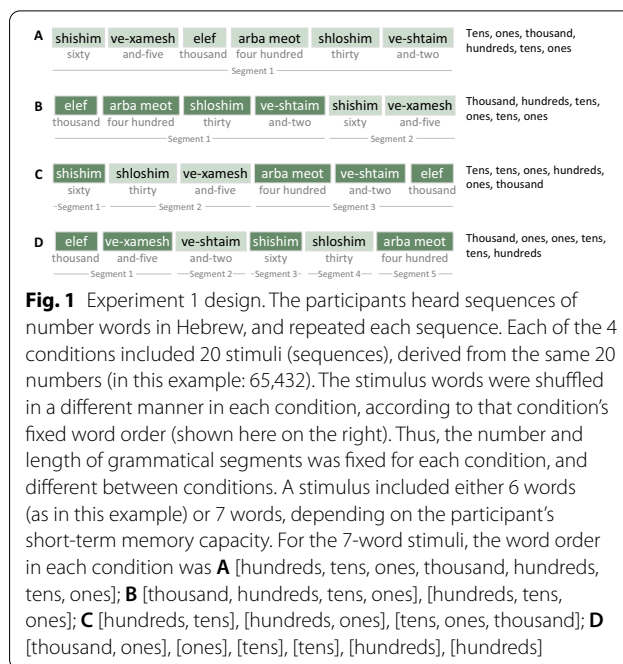 A shishim ve-xamesh elef arba meot shloshim ve-shtaim Tens, ones, thousand,
sixty and-five thousand four hundred thirty and-two hundreds, tens, ones
Segment 1
B elef arba meot shloshim ve-shtaim shishim ve-xamesh Thousand, hundreds, tens,
thousand four hundred thirty and-two sixty and-five ones, tens, ones
Segment 1 Segment 2
C shishim shloshim ve-xamesh arba meot ve-shtaim elef Tens, tens, ones, hundreds,
sixty thirty and-five four hundred and-two thousand ones, thousand
Segment 1 Segment 2 Segment 3
D elef ve-xamesh ve-shtaim shishim shloshim arba meot Thousand, ones, ones, tens,
thousand and-five and-two sixty thirty four hundred tens, hundreds
Segment 1 Segment 2 Segment 3 Segment 4 Segment 5
Fig. 1 Experiment 1 design. The participants heard sequences of
number words in Hebrew, and repeated each sequence. Each of the 4
conditions included 20 stimuli (sequences), derived from the same 20
numbers (in this example: 65,432). The stimulus words were shuffled
in a different manner in each condition, according to that condition's
fixed word order (shown here on the right). Thus, the number and
length of grammatical segments was fixed for each condition, and
different between conditions. A stimulus included either 6 words
(as in this example) or 7 words, depending on the participant's
short-term memory capacity. For the 7-word stimuli, the word order
in each condition was A [hundreds, tens, ones, thousand, hundreds,
tens, ones]; B [thousand, hundreds, tens, ones], [hundreds, tens,
ones]; C [hundreds, tens], [hundreds, ones], [tens, ones, thousand]; D
[thousand, ones], [ones], [tens], [tens], [hundreds], [hundreds]